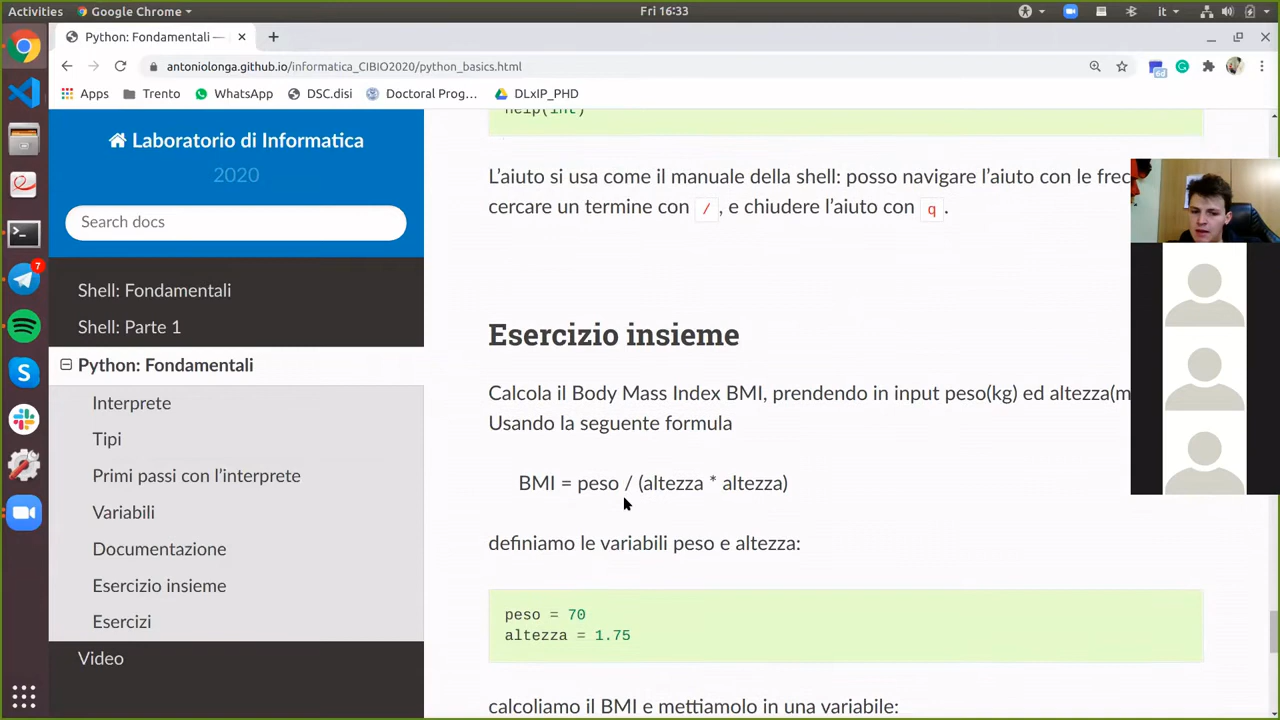 Activities
Google Chrome
Fri 16:33
it
Python: Fondamentali —
antoniolonga.github.io/informatica_CIBIO2020/python_basics.html
Apps
Trento
WhatsApp
DSC.disi
Doctoral Prog…
DLxIP_PHD
Laboratorio di Informatica
2020
Search docs
Shell: Fondamentali
Shell: Parte 1
Python: Fondamentali
Interprete
Tipi
Primi passi con l'interprete
Variabili
Documentazione
Esercizio insieme
Esercizi
Video
7
help(int)
L'aiuto si usa come il manuale della shell: posso navigare l'aiuto con le frec
cercare un termine con / , e chiudere l'aiuto con q .
Esercizio insieme
Calcola il Body Mass Index BMI, prendendo in input peso(kg) ed altezza(m
Usando la seguente formula
BMI = peso / (altezza * altezza)
definiamo le variabili peso e altezza:
peso = 70
altezza = 1.75
calcoliamo il BMI e mettiamolo in una variabile: